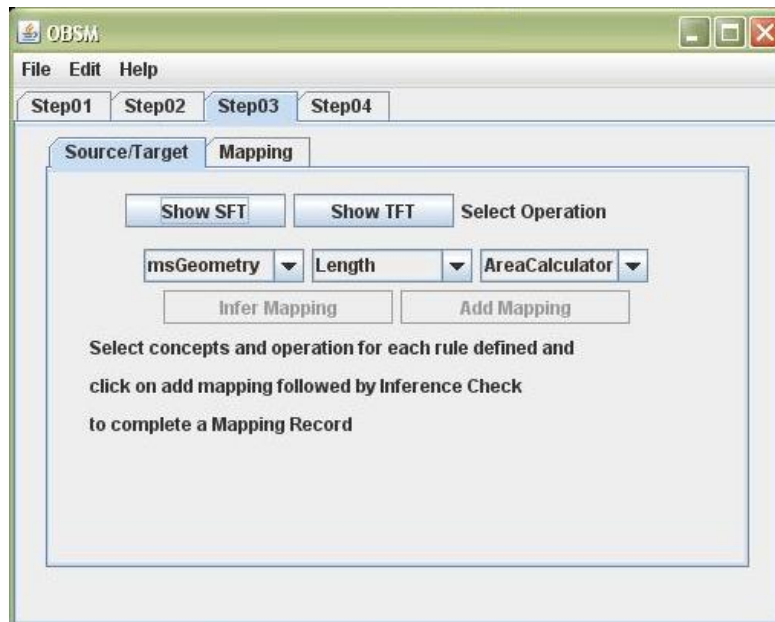 OBSM
File Edit Help
Step01 Step02 Step03 Step04
Source/Target Mapping
Show SFT Show TFT Select Operation
msGeometry Length AreaCalculator
Infer Mapping Add Mapping
Select concepts and operation for each rule defined and
click on add mapping followed by Inference Check
to complete a Mapping Record